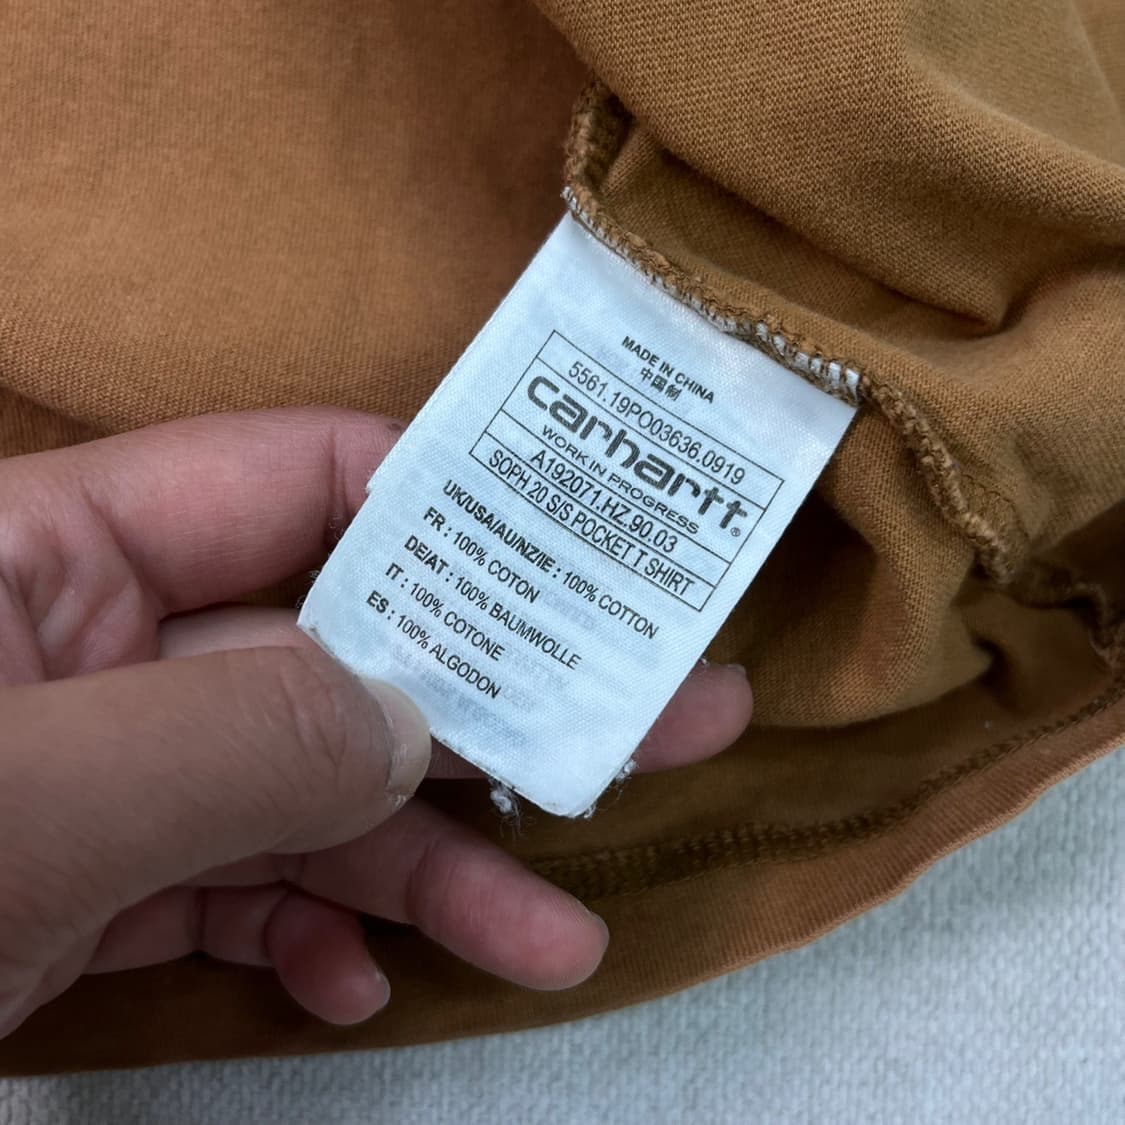 MADE IN CHINA
中国制
5561.19PO03636.0919
carhartt®
WORK IN PROGRESS
A192071.HZ.90.03
SOPH 20 S/S POCKET T SHIRT
UK/USA/AU/NZ/IE : 100% COTTON
FR : 100% COTON
DE/AT : 100% BAUMWOLLE
IT : 100% COTONE
ES : 100% ALGODON